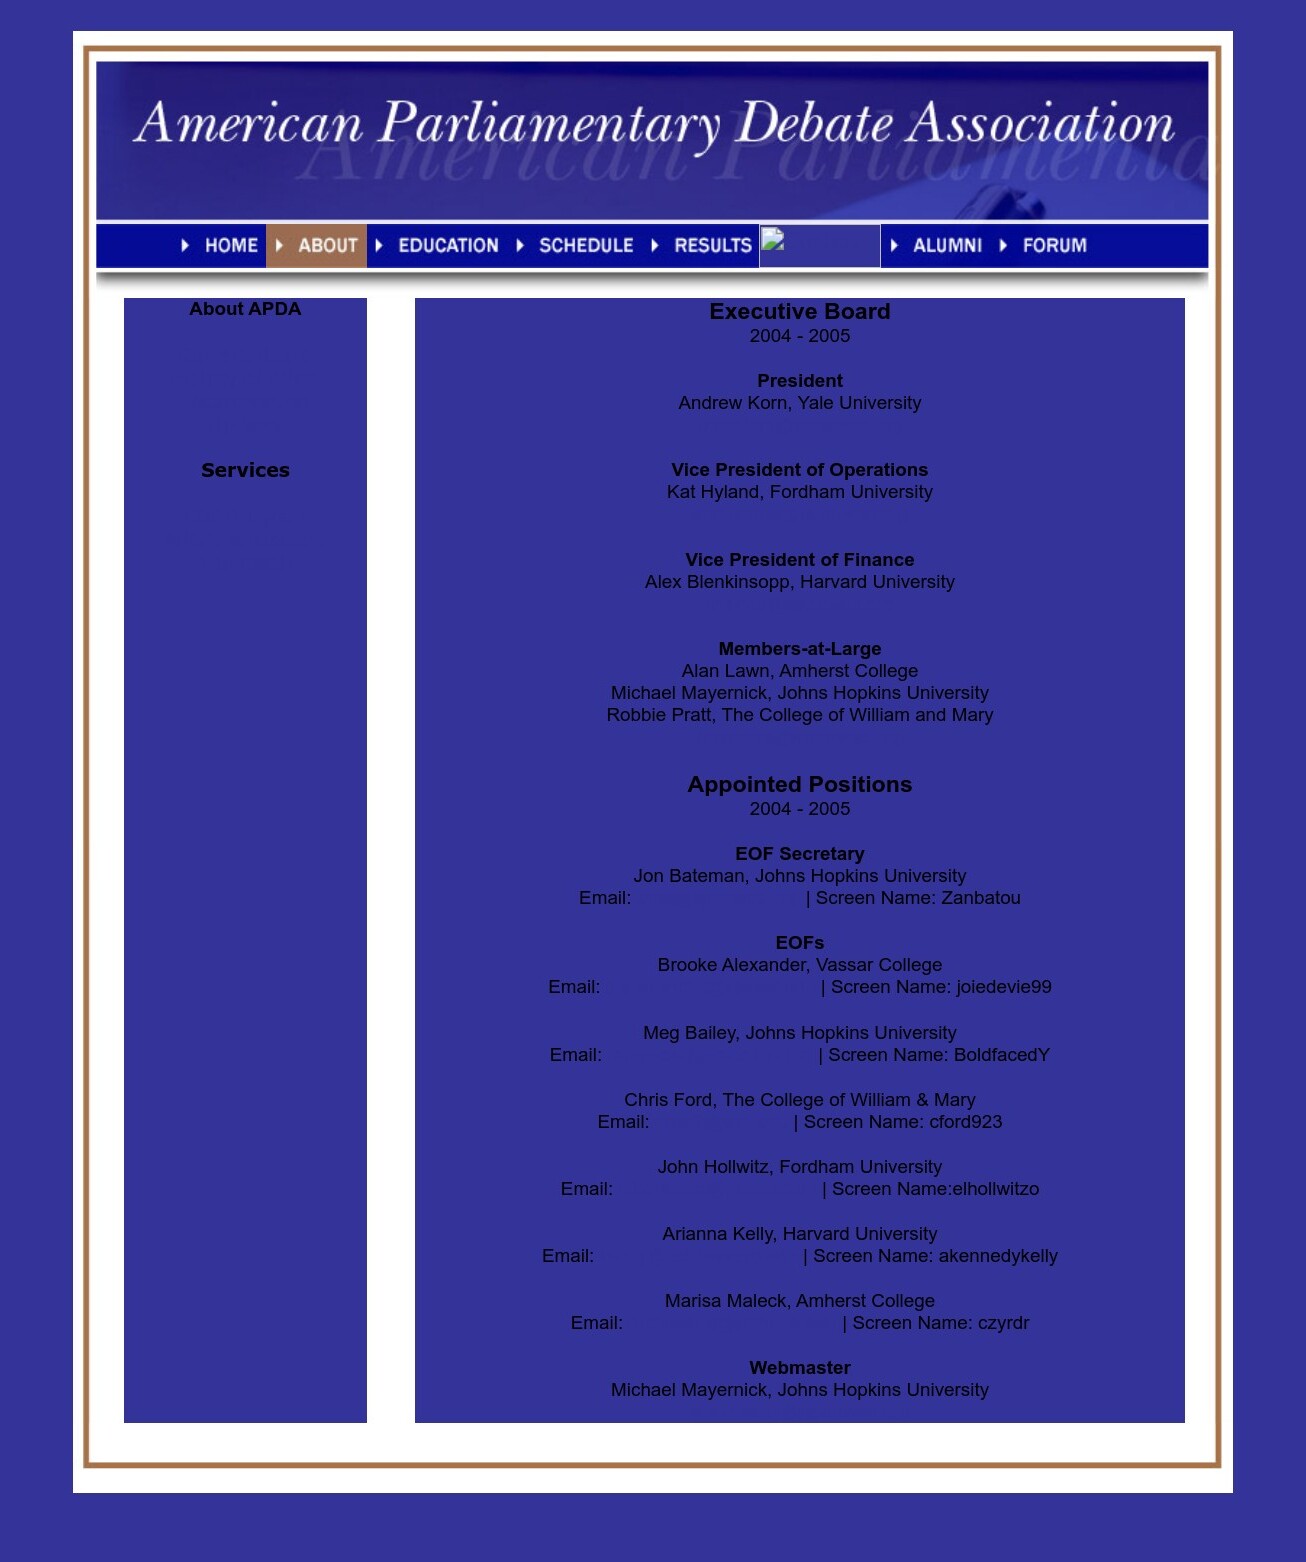 American Parliamentary Debate Association
American Parliamenta
HOME ABOUT EDUCATION SCHEDULE RESULTS ALUMNI FORUM
About APDA
Services
Executive Board
2004 - 2005
President
Andrew Korn, Yale University
Vice President of Operations
Kat Hyland, Fordham University
Vice President of Finance
Alex Blenkinsopp, Harvard University
Members-at-Large
Alan Lawn, Amherst College
Michael Mayernick, Johns Hopkins University
Robbie Pratt, The College of William and Mary
Appointed Positions
2004 - 2005
EOF Secretary
Jon Bateman, Johns Hopkins University
Email: | Screen Name: Zanbatou
EOFs
Brooke Alexander, Vassar College
Email: | Screen Name: joiedevie99
Meg Bailey, Johns Hopkins University
Email: | Screen Name: BoldfacedY
Chris Ford, The College of William & Mary
Email: | Screen Name: cford923
John Hollwitz, Fordham University
Email: | Screen Name:elhollwitzo
Arianna Kelly, Harvard University
Email: | Screen Name: akennedykelly
Marisa Maleck, Amherst College
Email: | Screen Name: czyrdr
Webmaster
Michael Mayernick, Johns Hopkins University